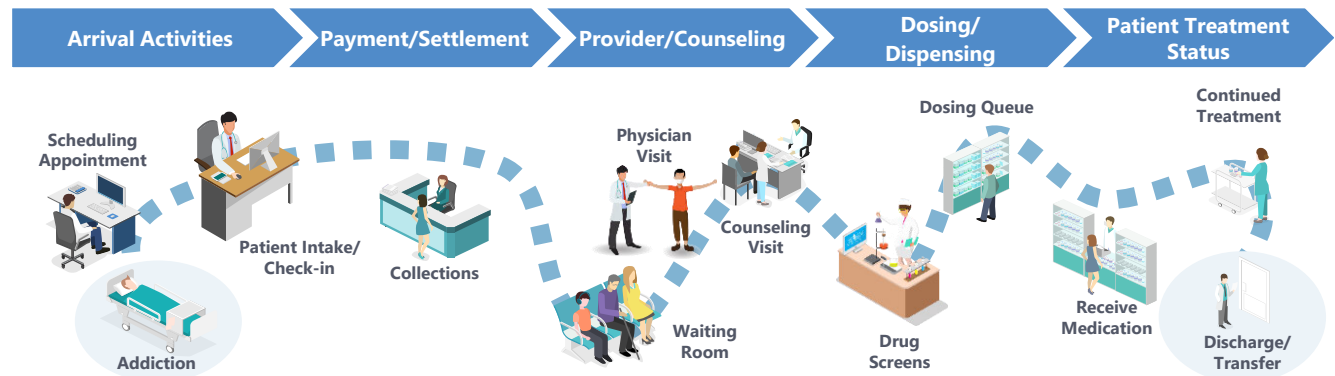 Arrival Activities
Payment/Settlement
Provider/Counseling
Dosing/
Dispensing
Patient Treatment
Status
Scheduling
Appointment
Addiction
Patient Intake/
Check-in
Collections
Physician
Visit
Waiting
Room
Counseling
Visit
Drug
Screens
Dosing Queue
Receive
Medication
Continued
Treatment
Discharge/
Transfer